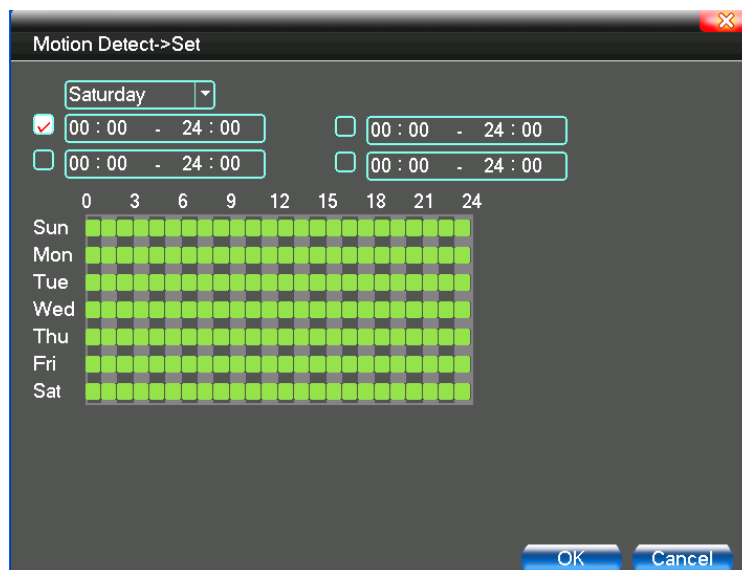 Motion Detect->Set
Saturday
00 : 00 - 24 : 00 00 : 00 - 24 : 00
00 : 00 - 24 : 00 00 : 00 - 24 : 00
0 3 6 9 12 15 18 21 24
Sun
Mon
Tue
Wed
Thu
Fri
Sat
OK Cancel